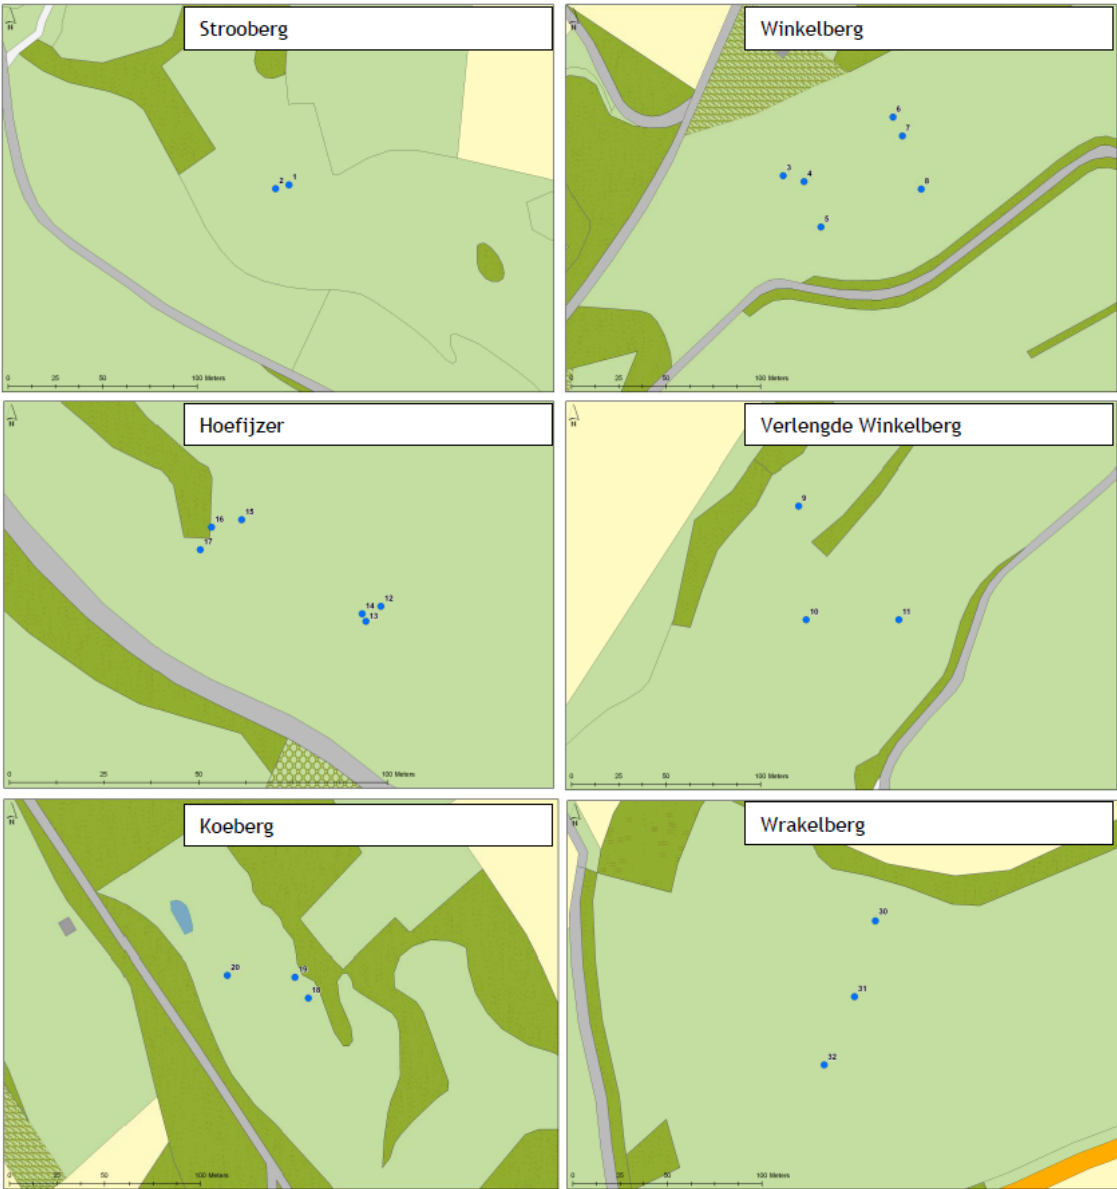 N
Strooberg
2
1
0 25 50 100 Meters
N
Winkelberg
6
7
3
4
8
5
0 25 50 100 Meters
N
Hoefijzer
15
16
17
12
14
13
0 25 50 100 Meters
N
Verlengde Winkelberg
9
10
11
0 25 50 100 Meters
N
Koeberg
20
19
18
0 25 50 100 Meters
N
Wrakelberg
30
31
32
0 25 50 100 Meters